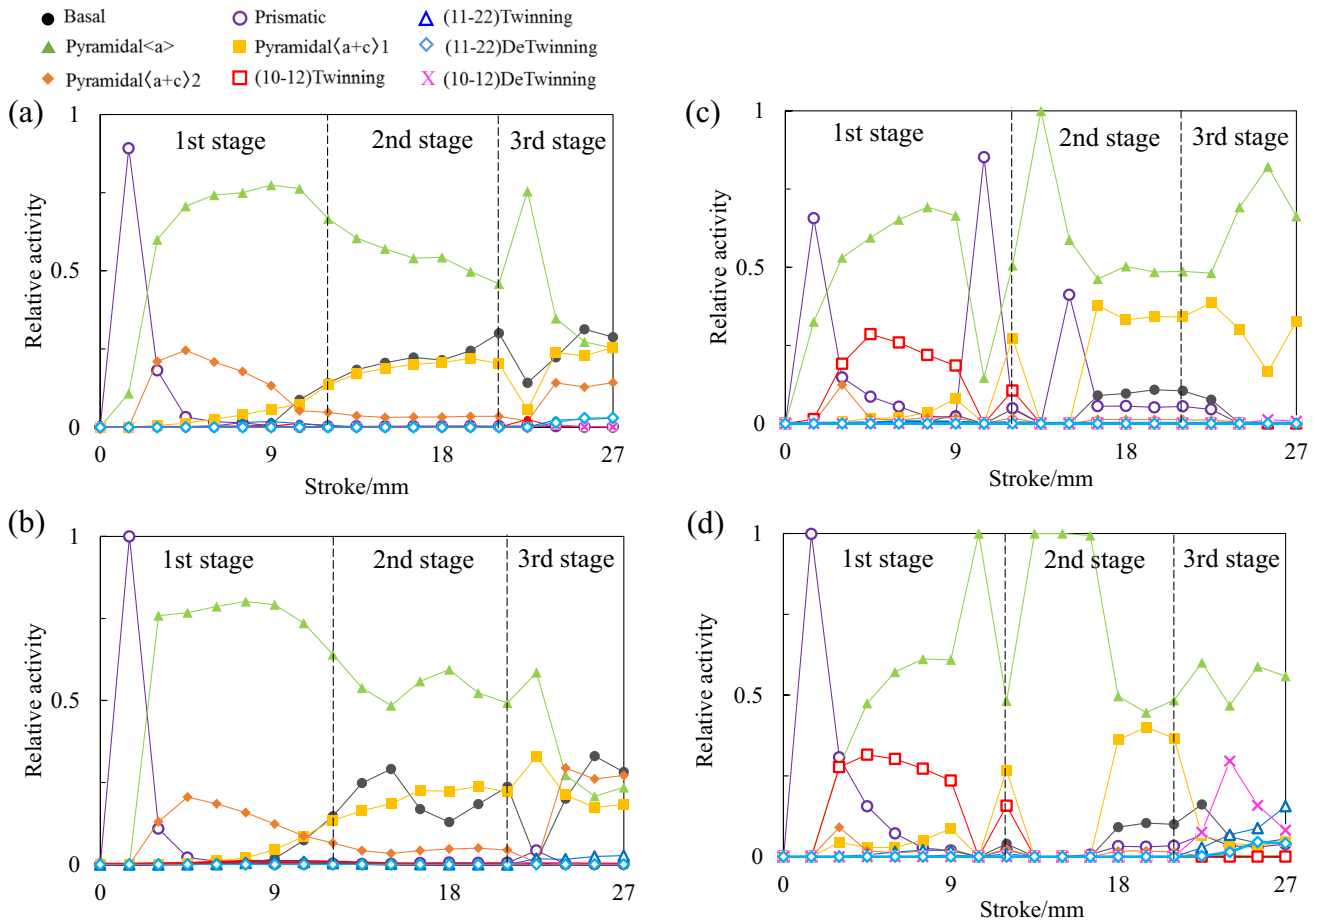 Basal
Prismatic
(11-22)Twinning
Pyramidal<a>
Pyramidal⟨a+c⟩1
(11-22)DeTwinning
Pyramidal⟨a+c⟩2
(10-12)Twinning
X (10-12)DeTwinning
(a)
1
1st stage
2nd stage
3rd stage
0.5
0
Relative activity
0
9
18
27
Stroke/mm
(c)
1
1st stage
2nd stage
3rd stage
0.5
0
Relative activity
0
9
18
27
Stroke/mm
(b)
1
1st stage
2nd stage
3rd stage
0.5
0
Relative activity
0
9
18
27
(d)
1
1st stage
2nd stage
3rd stage
0.5
0
Relative activity
0
9
18
27
Stroke/mm